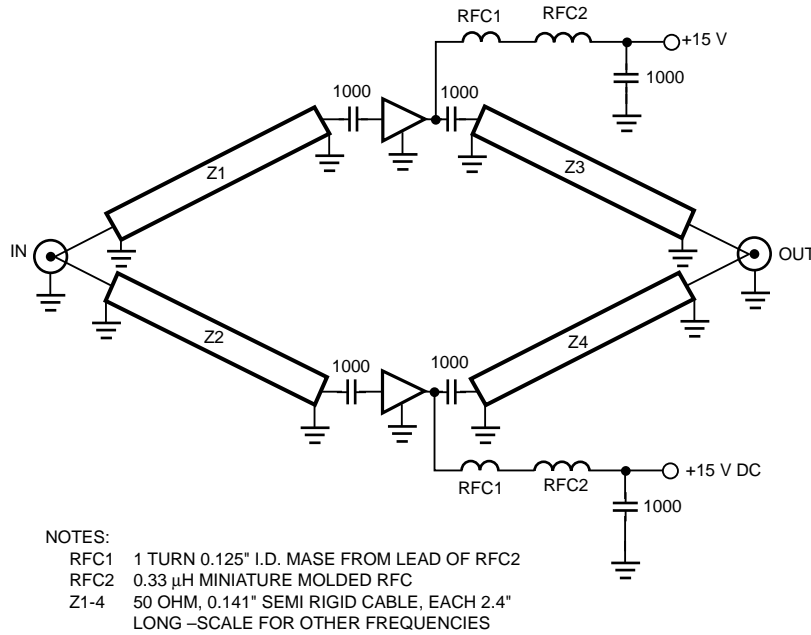 RFC1 RFC2
+15 V
1000 1000 1000
Z1 Z3
IN OUT
Z2 Z4
1000 1000
+15 V DC
RFC1 RFC2
1000
NOTES:
RFC1 1 TURN 0.125" I.D. MASE FROM LEAD OF RFC2
RFC2 0.33 µH MINIATURE MOLDED RFC
Z1-4 50 OHM, 0.141" SEMI RIGID CABLE, EACH 2.4"
LONG –SCALE FOR OTHER FREQUENCIES